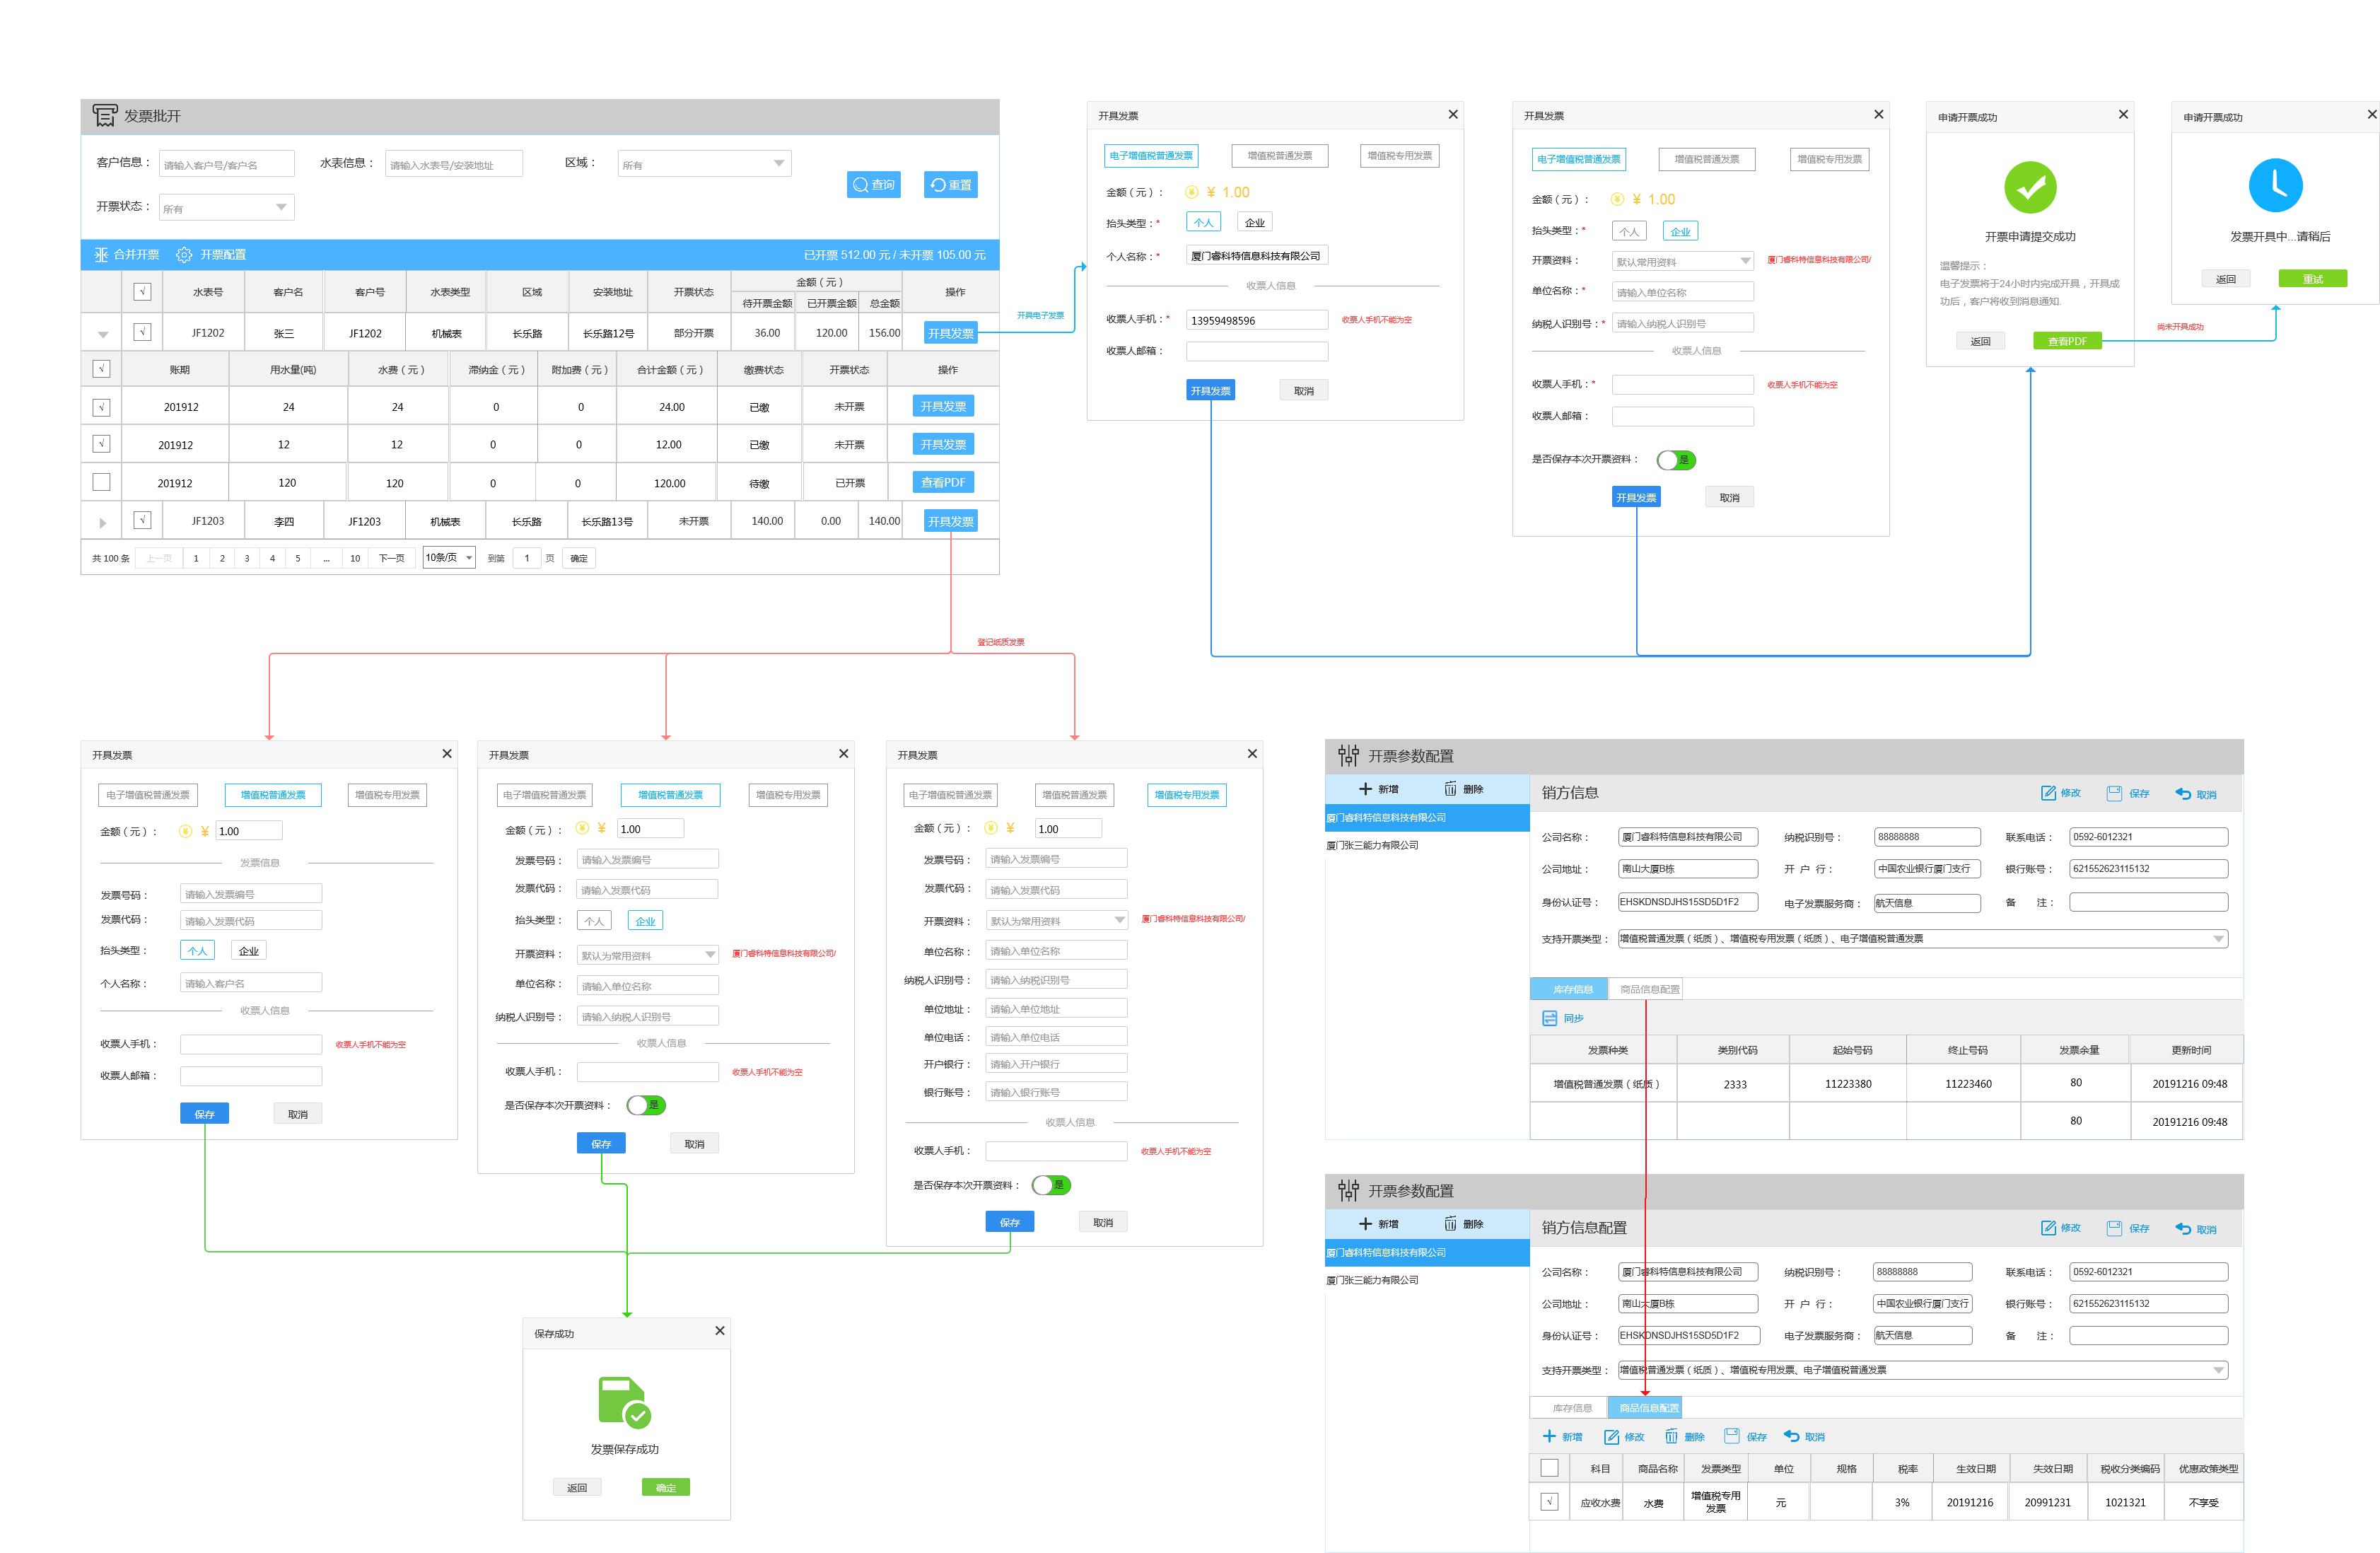 发票批开
客户信息： 请输入客户号/客户名 水表信息： 请输入水表号/安装地址 区域： 所有
查询 重置
开票状态： 所有
合并开票 开票配置 已开票 512.00 元 / 未开票 105.00 元
√ 水表号 客户名 客户号 水表类型 区域 安装地址 开票状态 金额（元） 操作
待开票金额 已开票金额 总金额
√ JF1202 张三 JF1202 机械表 长乐路 长乐路12号 部分开票 36.00 120.00 156.00 开具发票
√ 账期 用水量(吨) 水费（元） 滞纳金（元） 附加费（元） 合计金额（元） 缴费状态 开票状态 操作
√ 201912 24 24 0 0 24.00 已缴 未开票 开具发票
√ 201912 12 12 0 0 12.00 已缴 未开票 开具发票
201912 120 120 0 0 120.00 待缴 已开票 查看PDF
√ JF1203 李四 JF1203 机械表 长乐路 长乐路13号 未开票 140.00 0.00 140.00 开具发票
共 100 条 上一页 1 2 3 4 5 ... 10 下一页 10条/页 到第 1 页 确定
开具电子发票
开具发票
电子增值税普通发票 增值税普通发票 增值税专用发票
金额（元）： ¥ 1.00
抬头类型：* 个人 企业
个人名称：* 厦门睿科特信息科技有限公司
收票人信息
收票人手机：* 13959498596 收票人手机不能为空
收票人邮箱：
开具发票 取消
开具发票
电子增值税普通发票 增值税普通发票 增值税专用发票
金额（元）： ¥ 1.00
抬头类型：* 个人 企业
开票资料： 默认常用资料 厦门睿科特信息科技有限公司/
单位名称：* 请输入单位名称
纳税人识别号：* 请输入纳税人识别号
收票人信息
收票人手机：* 收票人手机不能为空
收票人邮箱：
是否保存本次开票资料： 是
开具发票 取消
申请开票成功
开票申请提交成功
温馨提示：
电子发票将于24小时内完成开具，开具成
功后，客户将收到消息通知.
返回 查看PDF
尚未开具成功
申请开票成功
发票开具中...请稍后
返回 重试
登记纸质发票
开具发票
电子增值税普通发票 增值税普通发票 增值税专用发票
金额（元）： ¥ 1.00
发票信息
发票号码： 请输入发票编号
发票代码： 请输入发票代码
抬头类型： 个人 企业
个人名称： 请输入客户名
收票人信息
收票人手机： 收票人手机不能为空
收票人邮箱：
保存 取消
开具发票
电子增值税普通发票 增值税普通发票 增值税专用发票
金额（元）： ¥ 1.00
发票号码： 请输入发票编号
发票代码： 请输入发票代码
抬头类型： 个人 企业
开票资料： 默认为常用资料 厦门睿科特信息科技有限公司/
单位名称： 请输入单位名称
纳税人识别号： 请输入纳税人识别号
收票人信息
收票人手机： 收票人手机不能为空
是否保存本次开票资料： 是
保存 取消
开具发票
电子增值税普通发票 增值税普通发票 增值税专用发票
金额（元）： ¥ 1.00
发票号码： 请输入发票编号
发票代码： 请输入发票代码
开票资料： 默认为常用资料 厦门睿科特信息科技有限公司/
单位名称： 请输入单位名称
纳税人识别号： 请输入纳税识别号
单位地址： 请输入单位地址
单位电话： 请输入单位电话
开户银行： 请输入开户银行
银行账号： 请输入银行账号
收票人信息
收票人手机： 收票人手机不能为空
是否保存本次开票资料： 是
保存 取消
保存成功
发票保存成功
返回 确定
开票参数配置
新增 删除
厦门睿科特信息科技有限公司
厦门张三能力有限公司
销方信息 修改 保存 取消
公司名称： 厦门睿科特信息科技有限公司 纳税识别号： 88888888 联系电话： 0592-6012321
公司地址： 南山大厦B栋 开 户 行： 中国农业银行厦门支行 银行账号： 621552623115132
身份认证号： EHSKDNSDJHS15SD5D1F2 电子发票服务商： 航天信息 备 注：
支持开票类型： 增值税普通发票（纸质）、增值税专用发票（纸质）、电子增值税普通发票
库存信息 商品信息配置
同步
发票种类 类别代码 起始号码 终止号码 发票余量 更新时间
增值税普通发票（纸质） 2333 11223380 11223460 80 20191216 09:48
80 20191216 09:48
开票参数配置
新增 删除
厦门睿科特信息科技有限公司
厦门张三能力有限公司
销方信息配置 修改 保存 取消
公司名称： 厦门睿科特信息科技有限公司 纳税识别号： 88888888 联系电话： 0592-6012321
公司地址： 南山大厦B栋 开 户 行： 中国农业银行厦门支行 银行账号： 621552623115132
身份认证号： EHSKDNSDJHS15SD5D1F2 电子发票服务商： 航天信息 备 注：
支持开票类型： 增值税普通发票（纸质）、增值税专用发票、电子增值税普通发票
库存信息 商品信息配置
新增 修改 删除 保存 取消
科目 商品名称 发票类型 单位 规格 税率 生效日期 失效日期 税收分类编码 优惠政策类型
√ 应收水费 水费 增值税专用 元 3% 20191216 20991231 1021321 不享受
发票